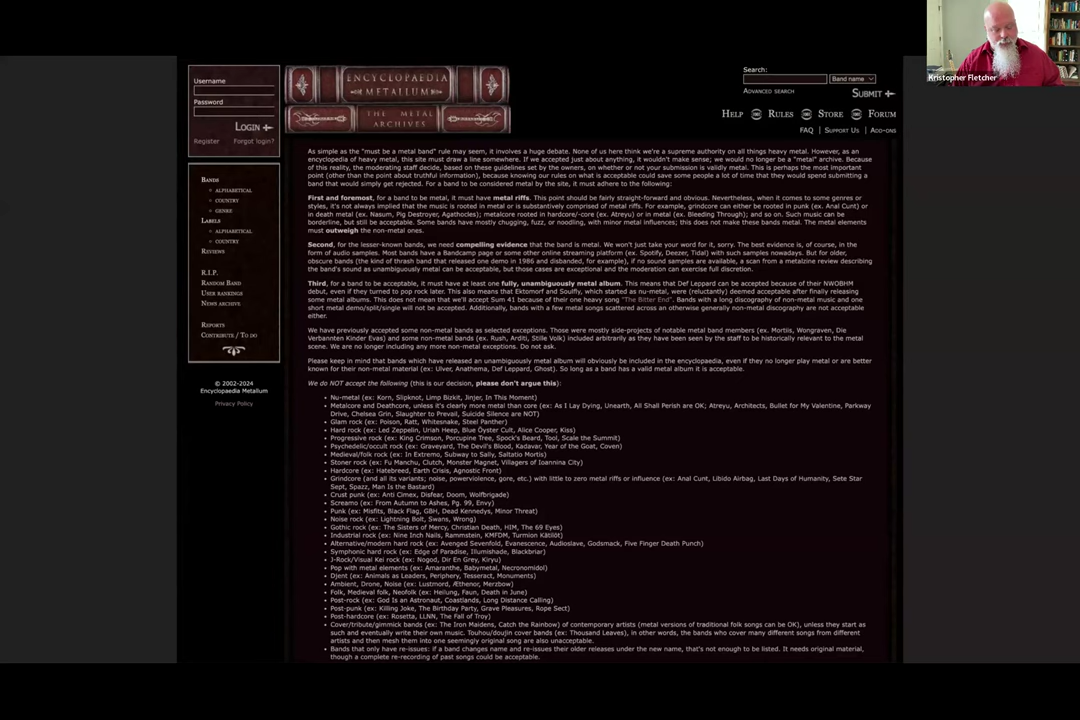 Kristopher Fletcher
Username
Password
LOGIN
Register Forgot login?
ENCYCLOPAEDIA
METALLUM
THE METAL
ARCHIVES
Search:
Band name
ADVANCED SEARCH
SUBMIT
HELP RULES STORE FORUM
FAQ | SUPPORT US | ADD-ONS
BANDS
ALPHABETICAL
COUNTRY
GENRE
LABELS
ALPHABETICAL
COUNTRY
REVIEWS
R.I.P.
RANDOM BAND
USER RANKINGS
NEWS ARCHIVE
REPORTS
CONTRIBUTE / TO DO
© 2002-2024
Encyclopaedia Metallum
Privacy Policy
As simple as the "must be a metal band" rule may seem, it involves a huge debate. None of us here think we're a supreme authority on all things heavy metal. However, as an
encyclopedia of heavy metal, this site must draw a line somewhere. If we accepted just about anything, it wouldn't make sense; we would no longer be a "metal" archive. Because
of this reality, the moderating staff decide, based on these guidelines set by the owners, on whether or not your submission is validly metal. This is perhaps the most important
point (other than the point about truthful information), because knowing our rules on what is acceptable could save some people a lot of time that they would spend submitting a
band that would simply get rejected. For a band to be considered metal by the site, it must adhere to the following:
First and foremost, for a band to be metal, it must have metal riffs. This point should be fairly straight-forward and obvious. Nevertheless, when it comes to some genres or
styles, it's not always implied that the music is rooted in metal or is substantively comprised of metal riffs. For example, grindcore can either be rooted in punk (ex. Anal Cunt) or
in death metal (ex. Nasum, Pig Destroyer, Agathocles); metalcore rooted in hardcore/-core (ex. Atreyu) or in metal (ex. Bleeding Through); and so on. Such music can be
borderline, but still be acceptable. Some bands have mostly chugging, fuzz, or noodling, with minor metal influences; this does not make these bands metal. The metal elements
must outweigh the non-metal ones.
Second, for the lesser-known bands, we need compelling evidence that the band is metal. We won't just take your word for it, sorry. The best evidence is, of course, in the
form of audio samples. Most bands have a Bandcamp page or some other online streaming platform (ex. Spotify, Deezer, Tidal) with such samples nowadays. But for older,
obscure bands (the kind of thrash band that released one demo in 1986 and disbanded, for example), if no sound samples are available, a scan from a metalzine review describing
the band's sound as unambiguously metal can be acceptable, but those cases are exceptional and the moderation can exercise full discretion.
Third, for a band to be acceptable, it must have at least one fully, unambiguously metal album. This means that Def Leppard can be accepted because of their NWOBHM
debut, even if they turned to pop rock later. This also means that Ektomorf and Soulfly, which started as nu-metal, were (reluctantly) deemed acceptable after finally releasing
some metal albums. This does not mean that we'll accept Sum 41 because of their one heavy song "The Bitter End". Bands with a long discography of non-metal music and one
short metal demo/split/single will not be accepted. Additionally, bands with a few metal songs scattered across an otherwise generally non-metal discography are not acceptable
either.
We have previously accepted some non-metal bands as selected exceptions. Those were mostly side-projects of notable metal band members (ex. Mortiis, Wongraven, Die
Verbannten Kinder Evas) and some non-metal bands (ex. Rush, Arditi, Stille Volk) included arbitrarily as they have been seen by the staff to be historically relevant to the metal
scene. We are no longer including any more non-metal exceptions. Do not ask.
Please keep in mind that bands which have released an unambiguously metal album will obviously be included in the encyclopaedia, even if they no longer play metal or are better
known for their non-metal material (ex: Ulver, Anathema, Def Leppard, Ghost). So long as a band has a valid metal album it is acceptable.
We do NOT accept the following (this is our decision, please don't argue this):
• Nu-metal (ex: Korn, Slipknot, Limp Bizkit, Jinjer, In This Moment)
• Metalcore and Deathcore, unless it's clearly more metal than core (ex: As I Lay Dying, Unearth, All Shall Perish are OK; Atreyu, Architects, Bullet for My Valentine, Parkway
Drive, Chelsea Grin, Slaughter to Prevail, Suicide Silence are NOT)
• Glam rock (ex: Poison, Ratt, Whitesnake, Steel Panther)
• Hard rock (ex: Led Zeppelin, Uriah Heep, Blue Öyster Cult, Alice Cooper, Kiss)
• Progressive rock (ex: King Crimson, Porcupine Tree, Spock's Beard, Tool, Scale the Summit)
• Psychedelic/occult rock (ex: Graveyard, The Devil's Blood, Kadavar, Year of the Goat, Coven)
• Medieval/folk rock (ex: In Extremo, Subway to Sally, Saltatio Mortis)
• Stoner rock (ex: Fu Manchu, Clutch, Monster Magnet, Villagers of Ioannina City)
• Hardcore (ex: Hatebreed, Earth Crisis, Agnostic Front)
• Grindcore (and all its variants; noise, powerviolence, gore, etc.) with little to zero metal riffs or influence (ex: Anal Cunt, Libido Airbag, Last Days of Humanity, Sete Star
Sept, Spazz, Man Is the Bastard)
• Crust punk (ex: Anti Cimex, Disfear, Doom, Wolfbrigade)
• Screamo (ex: From Autumn to Ashes, Pg. 99, Envy)
• Punk (ex: Misfits, Black Flag, GBH, Dead Kennedys, Minor Threat)
• Noise rock (ex: Lightning Bolt, Swans, Wrong)
• Gothic rock (ex: The Sisters of Mercy, Christian Death, HIM, The 69 Eyes)
• Industrial rock (ex: Nine Inch Nails, Rammstein, KMFDM, Turmion Kätilöt)
• Alternative/modern hard rock (ex: Avenged Sevenfold, Evanescence, Audioslave, Godsmack, Five Finger Death Punch)
• Symphonic hard rock (ex: Edge of Paradise, Illumishade, Blackbriar)
• J-Rock/Visual Kei rock (ex: Nogod, Dir En Grey, Kiryu)
• Pop with metal elements (ex: Amaranthe, Babymetal, Necronomidol)
• Djent (ex: Animals as Leaders, Periphery, Tesseract, Monuments)
• Ambient, Drone, Noise (ex: Lustmord, Æthenor, Merzbow)
• Folk, Medieval folk, Neofolk (ex: Heilung, Faun, Death in June)
• Post-rock (ex: God Is an Astronaut, Coastlands, Long Distance Calling)
• Post-punk (ex: Killing Joke, The Birthday Party, Grave Pleasures, Rope Sect)
• Post-hardcore (ex: Rosetta, LLNN, The Fall of Troy)
• Cover/tribute/gimmick bands (ex: The Iron Maidens, Catch the Rainbow) of contemporary artists (metal versions of traditional folk songs can be OK), unless they start as
such and eventually write their own music. Touhou/doujin cover bands (ex: Thousand Leaves), in other words, the bands who cover many different songs from different
artists and then mesh them into one seemingly original song are also unacceptable.
• Bands that only have re-issues: if a band changes name and re-issues their older releases under the new name, that's not enough to be listed. It needs original material,
though a complete re-recording of past songs could be acceptable.